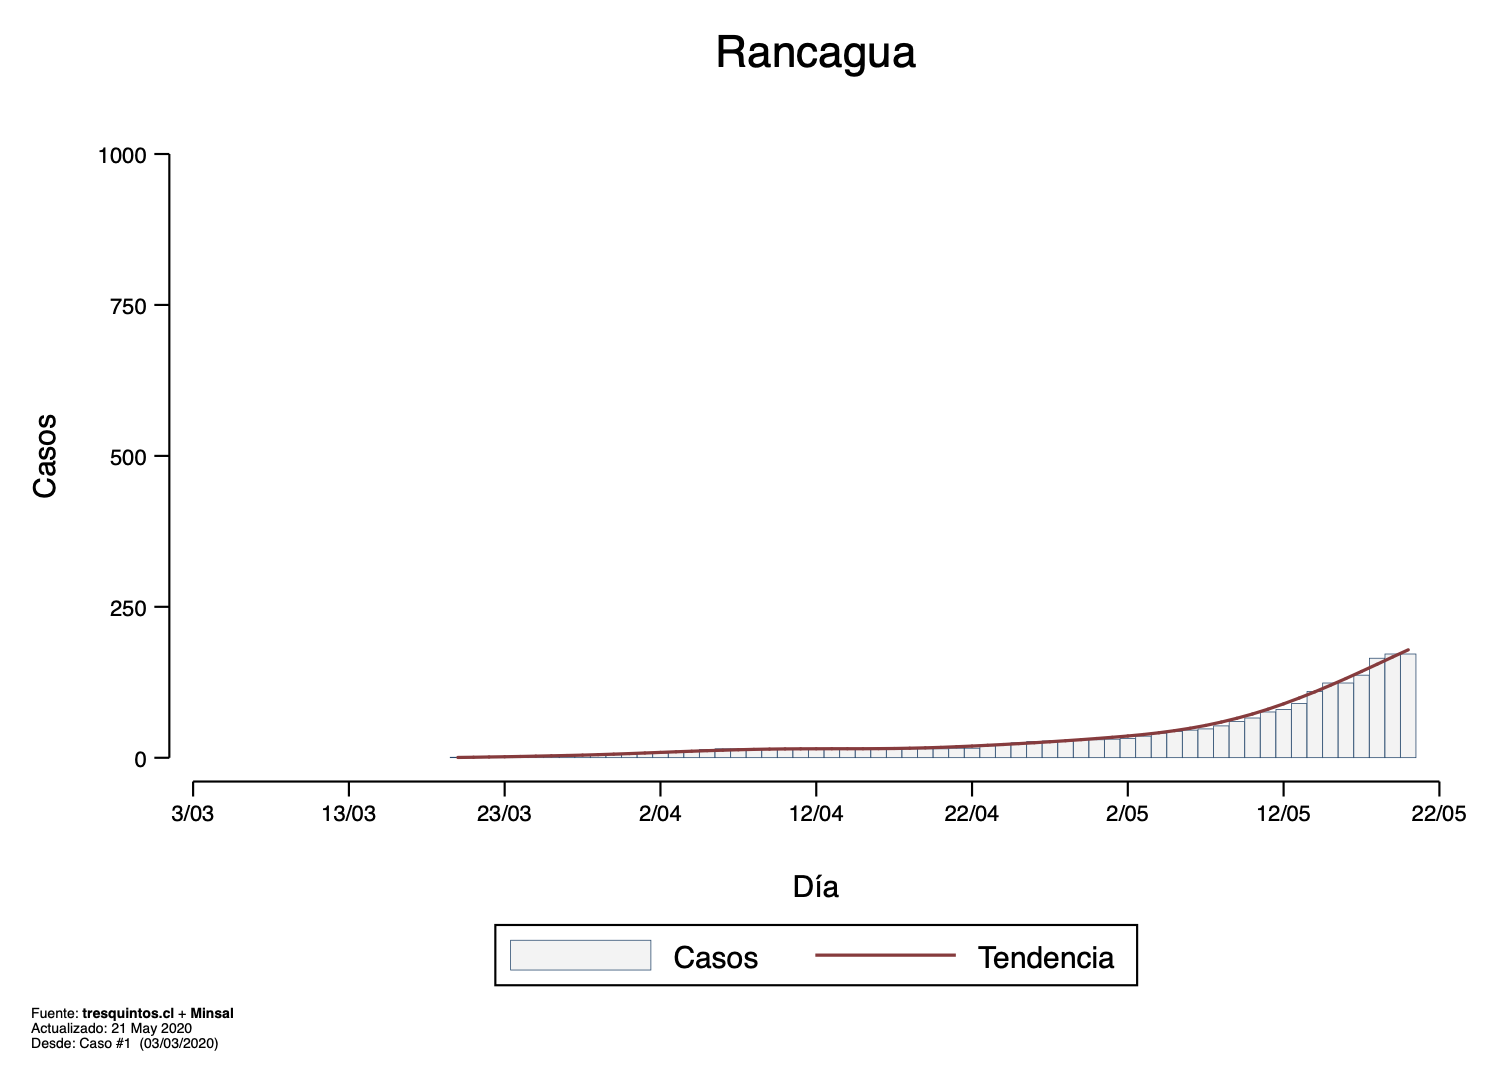 Rancagua
1000
750
500
250
0
Casos
3/03 13/03 23/03 2/04 12/04 22/04 2/05 12/05 22/05
Día
Casos Tendencia
Fuente: tresquintos.cl + Minsal
Actualizado: 21 May 2020
Desde: Caso #1 (03/03/2020)